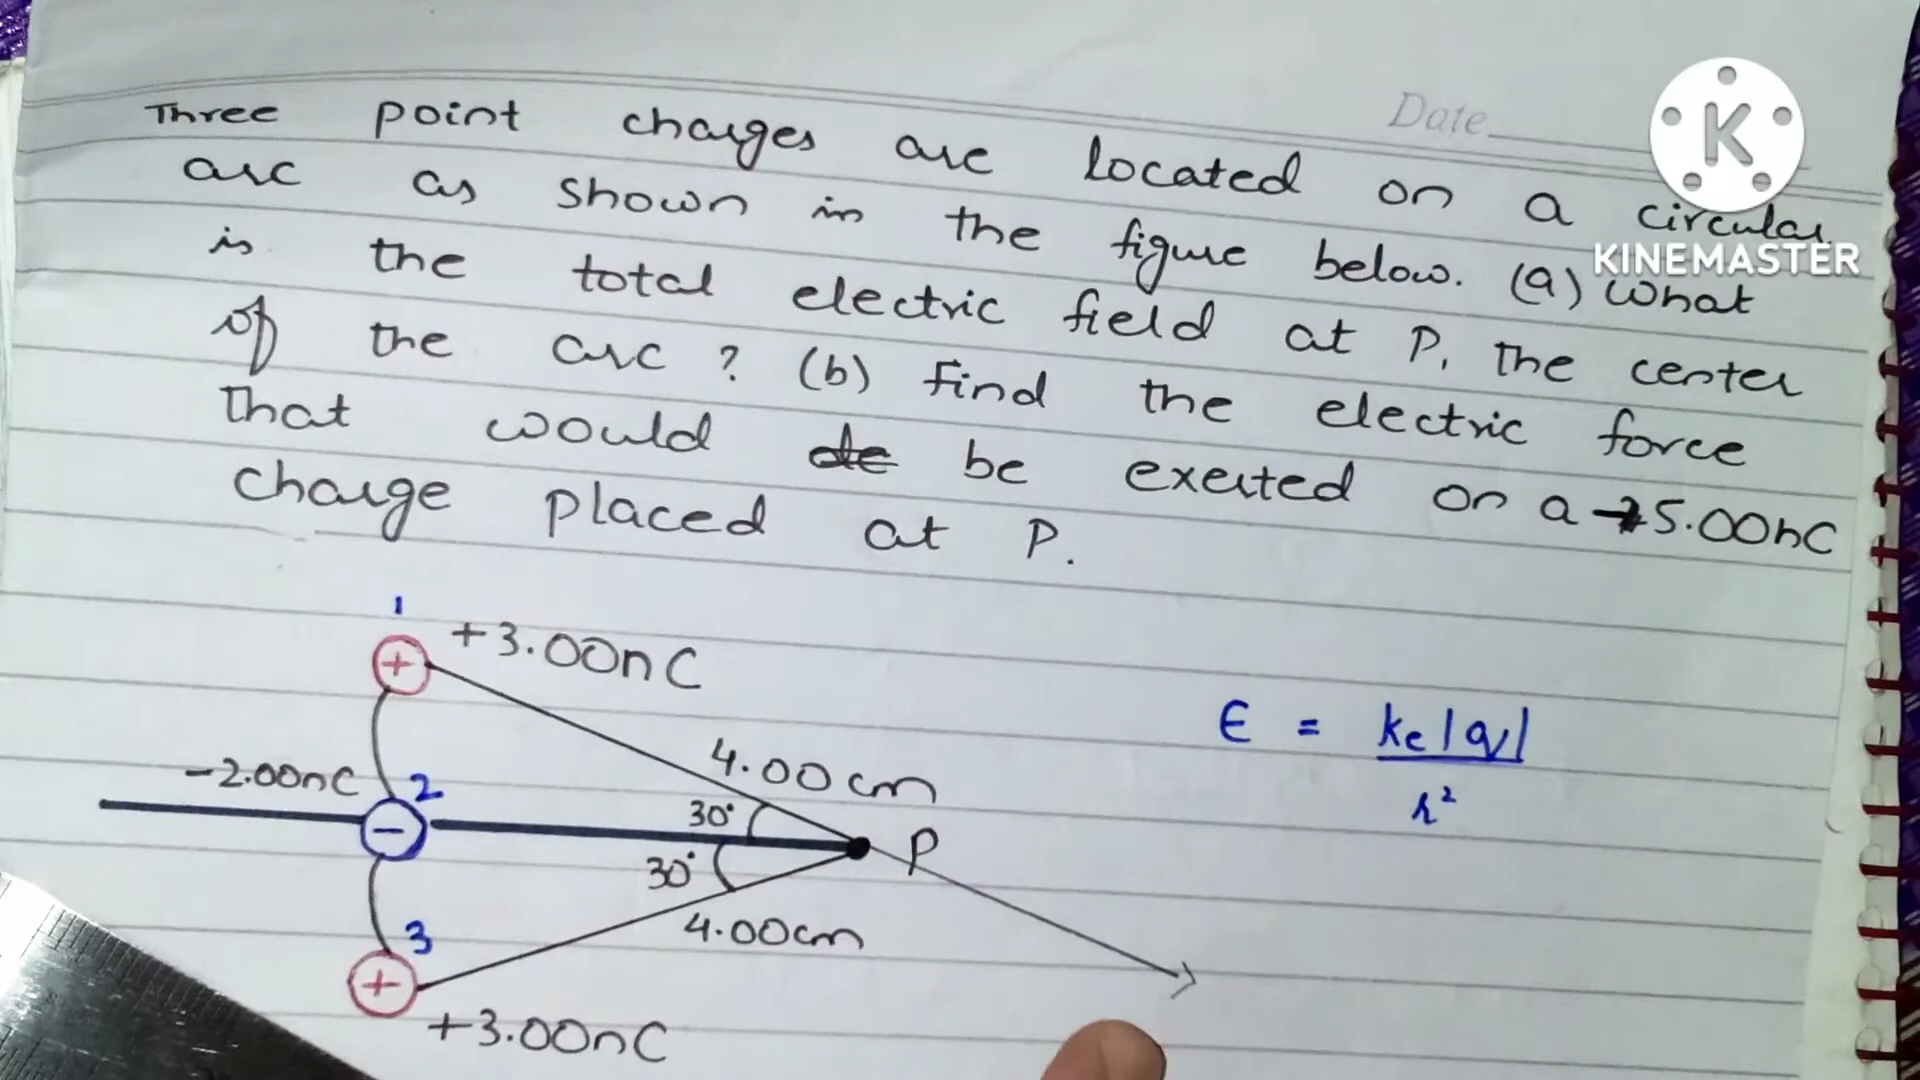 Date
K
KINEMASTER
Three point charges are located on a circular
arc as shown in the figure below. (a) What
is the total electric field at P, the center
of the arc? (b) Find the electric force
that would be exerted on a -5.00nC
charge placed at P.
1
+3.00nC
+
4.00cm
-2.00nC
2
-
30°
P
30°
4.00cm
3
+
+3.00nC
E = ke|q|
r²